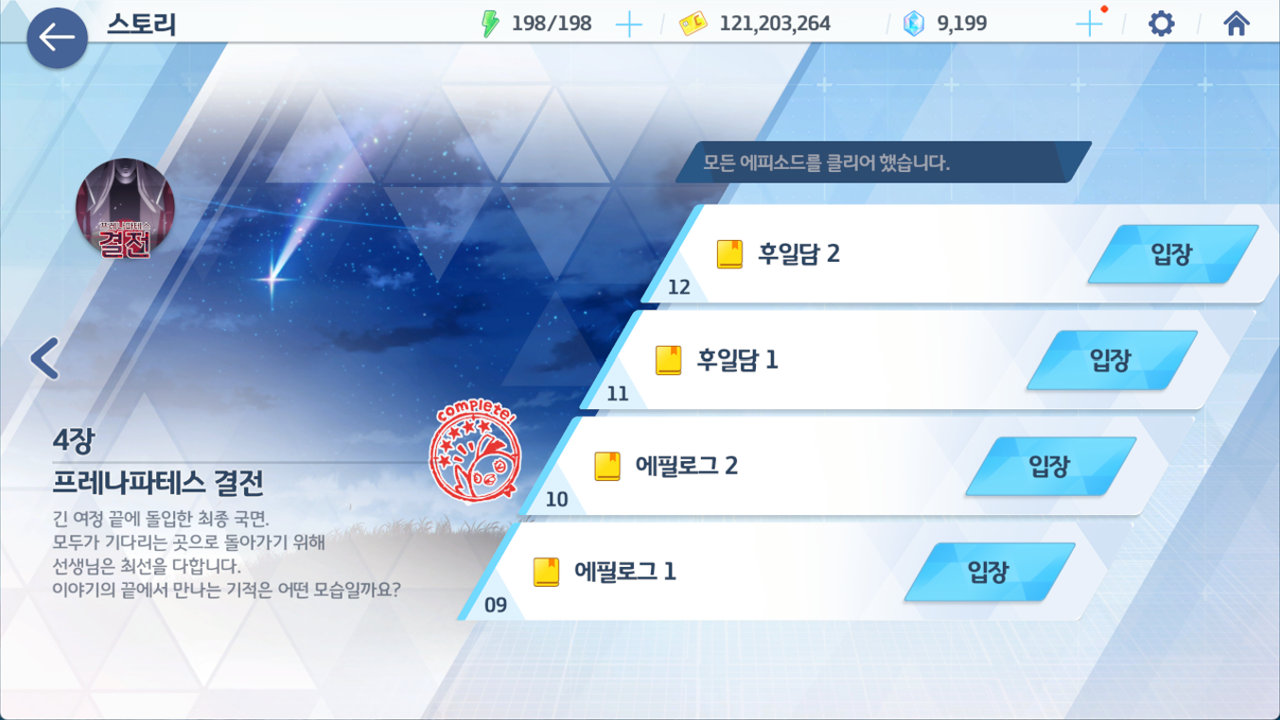 스토리
198/198
121,203,264
9,199
프레나파테스
결전
모든 에피소드를 클리어 했습니다.
12
후일담 2
입장
11
후일담 1
입장
10
에필로그 2
입장
09
에필로그 1
입장
complete!
4장
프레나파테스 결전
긴 여정 끝에 돌입한 최종 국면.
모두가 기다리는 곳으로 돌아가기 위해
선생님은 최선을 다합니다.
이야기의 끝에서 만나는 기적은 어떤 모습일까요?